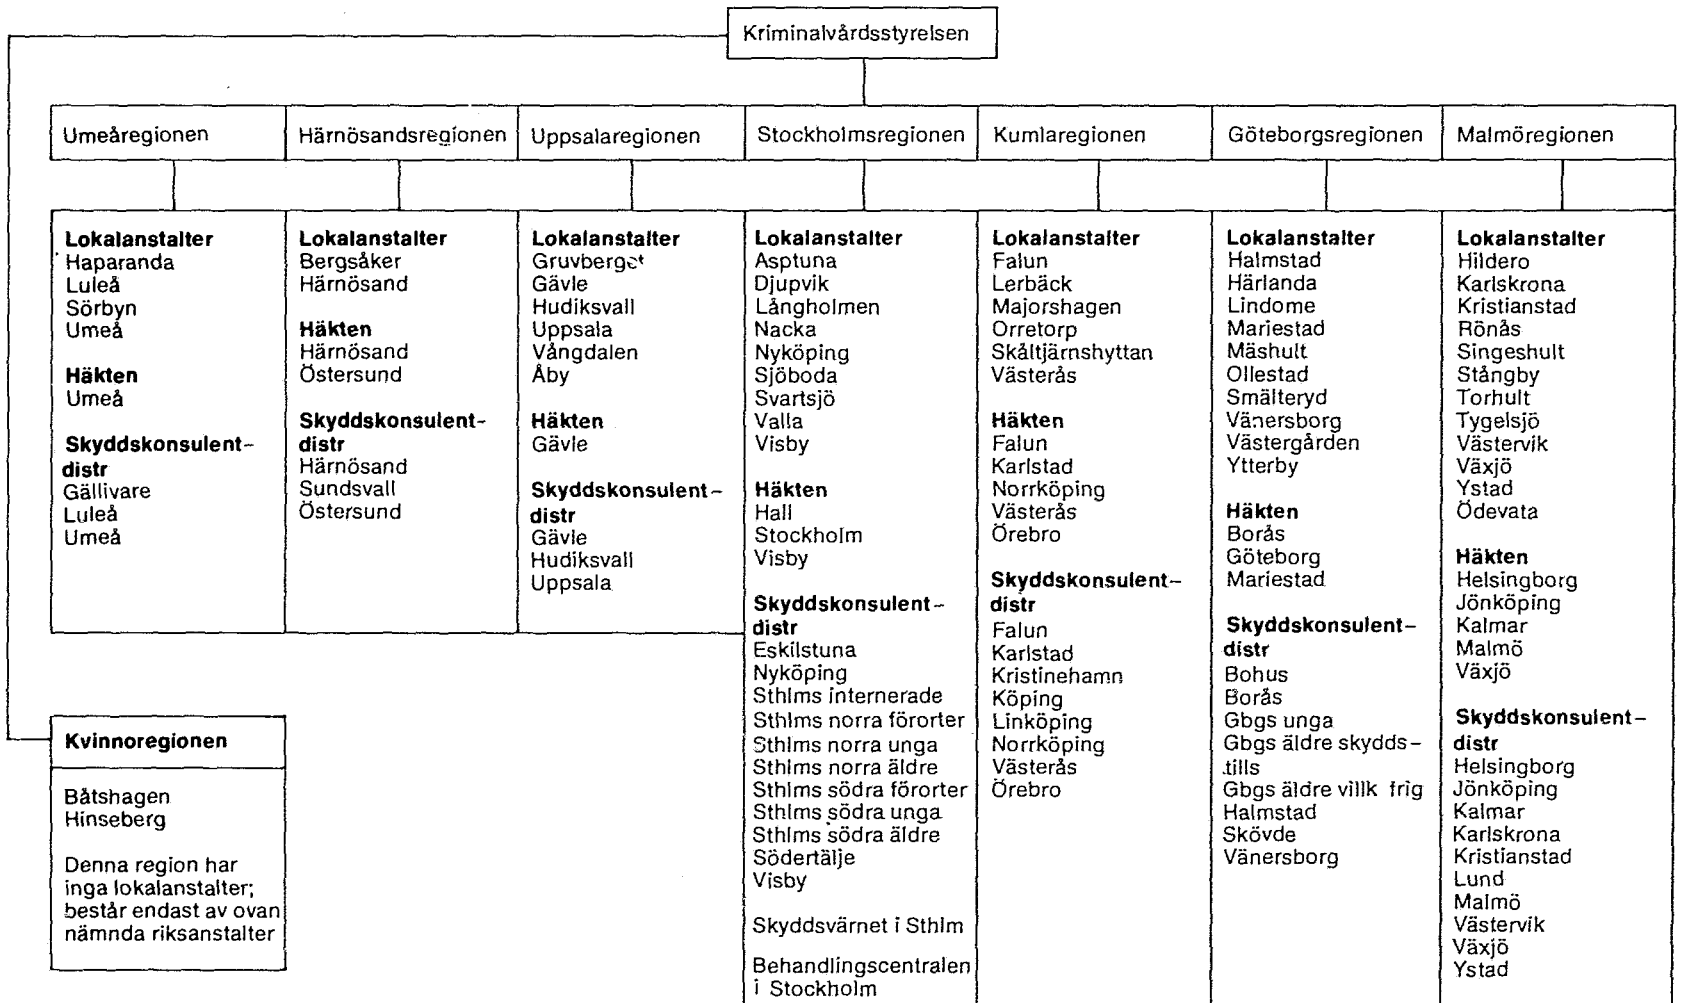 Kriminalvårdsstyrelsen
Umeåregionen
Härnösandsregionen
Uppsalaregionen
Stockholmsregionen
Kumlaregionen
Göteborgsregionen
Malmöregionen
Lokalanstalter
Haparanda
Luleå
Sörbyn
Umeå
Häkten
Umeå
Skyddskonsulent-
distr
Gällivare
Luleå
Umeå
Lokalanstalter
Bergsåker
Härnösand
Häkten
Härnösand
Östersund
Skyddskonsulent-
distr
Härnösand
Sundsvall
Östersund
Lokalanstalter
Gruvberget
Gävle
Hudiksvall
Uppsala
Vångdalen
Åby
Häkten
Gävle
Skyddskonsulent-
distr
Gävle
Hudiksvall
Uppsala
Lokalanstalter
Asptuna
Djupvik
Långholmen
Nacka
Nyköping
Sjöboda
Svartsjö
Valla
Visby
Häkten
Hall
Stockholm
Visby
Skyddskonsulent-
distr
Eskilstuna
Nyköping
Sthlms internerade
Sthlms norra förorter
Sthlms norra unga
Sthlms norra äldre
Sthlms södra förorter
Sthlms södra unga
Sthlms södra äldre
Södertälje
Visby
Skyddsvärnet i Sthlm
Behandlingscentralen
i Stockholm
Lokalanstalter
Falun
Lerbäck
Majorshagen
Orretorp
Skåltjärnshyttan
Västerås
Häkten
Falun
Karlstad
Norrköping
Västerås
Örebro
Skyddskonsulent-
distr
Falun
Karlstad
Kristinehamn
Köping
Linköping
Norrköping
Västerås
Örebro
Lokalanstalter
Halmstad
Härlanda
Lindome
Mariestad
Mäshult
Ollestad
Smälteryd
Vänersborg
Västergården
Ytterby
Häkten
Borås
Göteborg
Mariestad
Skyddskonsulent-
distr
Bohus
Borås
Gbgs unga
Gbgs äldre skydds-
tills
Gbgs äldre villk frig
Halmstad
Skövde
Vänersborg
Lokalanstalter
Hildero
Karlskrona
Kristianstad
Rönås
Singeshult
Stångby
Torhult
Tygelsjö
Västervik
Växjö
Ystad
Ödevata
Häkten
Helsingborg
Jönköping
Kalmar
Malmö
Växjö
Skyddskonsulent-
distr
Helsingborg
Jönköping
Kalmar
Karlskrona
Kristianstad
Lund
Malmö
Västervik
Växjö
Ystad
Kvinnoregionen
Båtshagen
Hinseberg
Denna region har
inga lokalanstalter;
består endast av ovan
nämnda riksanstalter